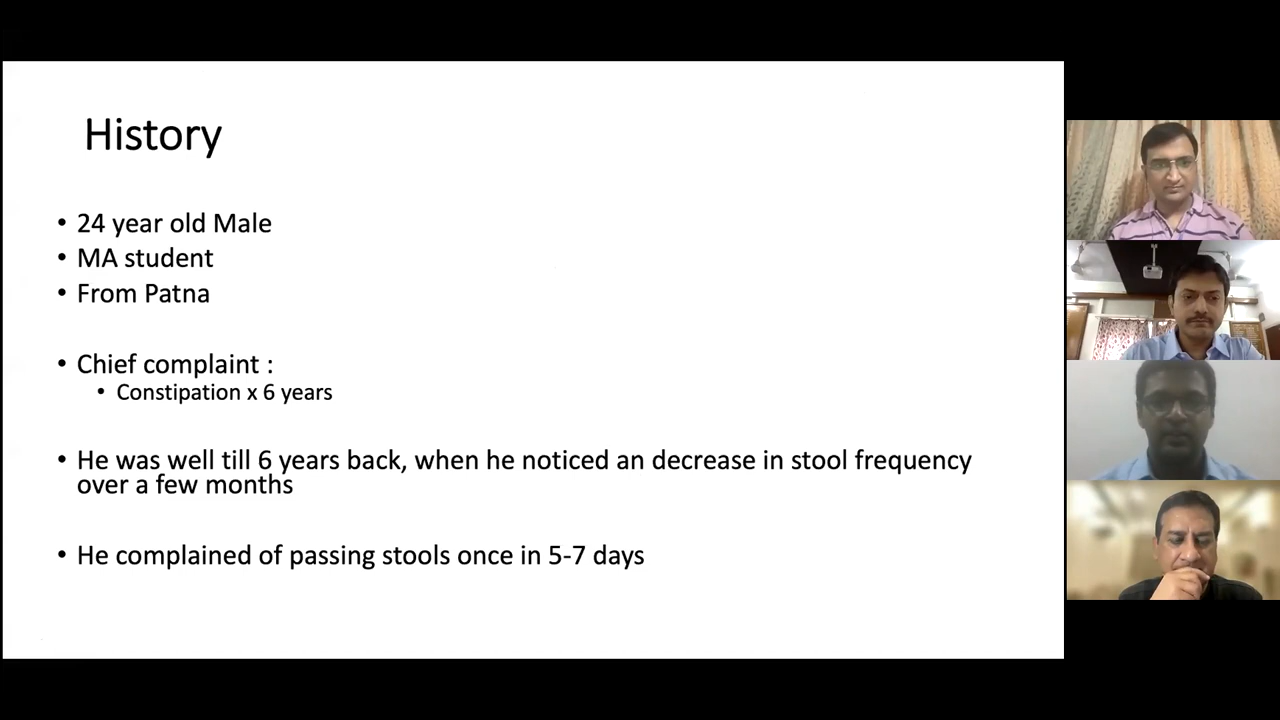 History
• 24 year old Male
• MA student
• From Patna
• Chief complaint :
• Constipation x 6 years
• He was well till 6 years back, when he noticed an decrease in stool frequency
over a few months
• He complained of passing stools once in 5-7 days